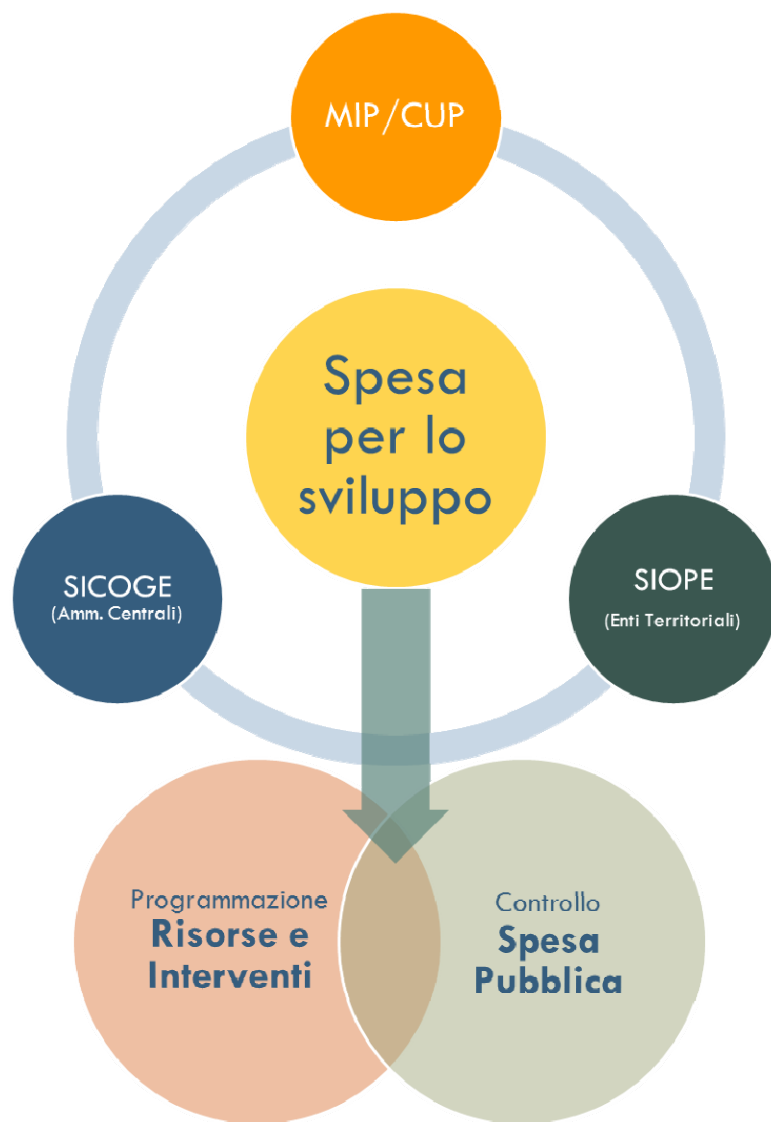 MIP/CUP
Spesa
per lo
sviluppo
SICOGE
(Amm. Centrali)
SIOPE
(Enti Territoriali)
Programmazione
Risorse e
Interventi
Controllo
Spesa
Pubblica